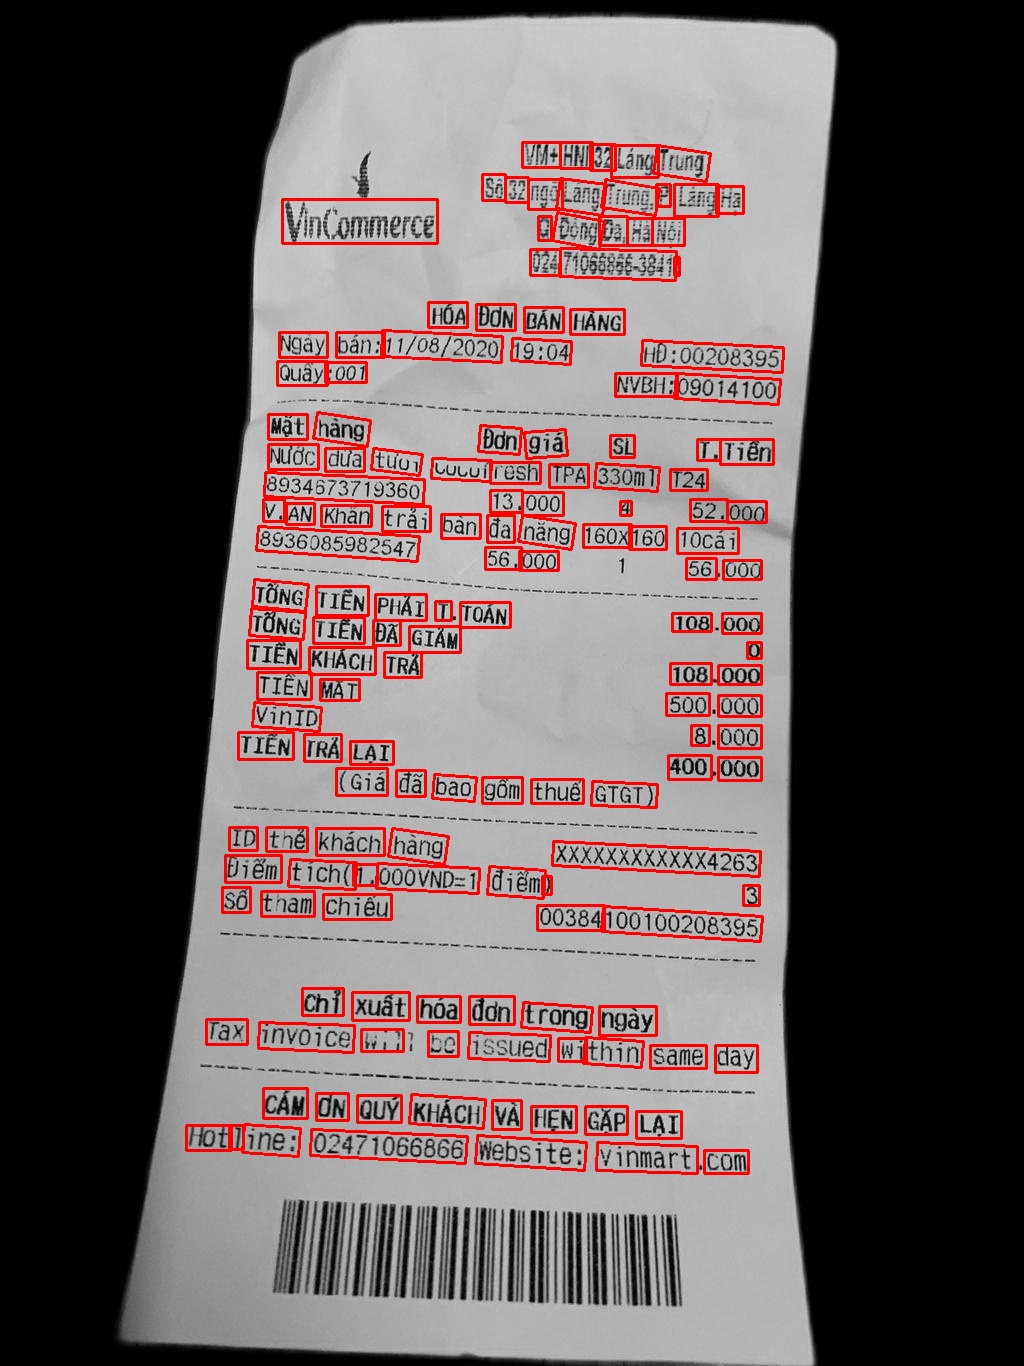 VinCommerce
VM+ HNI 32 Láng Trung
Số 32 ngõ Láng Trung, P Láng Hạ
Q Đống Đa, Hà Nội
024 71066866-3841
HÓA ĐƠN BÁN HÀNG
Ngày bán:11/08/2020 19:04 HD:00208395
Quầy:001 NVBH:09014100
Mặt hàng Đơn giá SL T.Tiền
Nước dừa tươi Cocofresh TPA 330ml T24
8934673719360 13.000 4 52.000
V.AN Khăn trải bàn đa năng 160X160 10cái
8936085982547 56.000 1 56.000
TỔNG TIỀN PHẢI T.TOÁN 108.000
TỔNG TIỀN ĐÃ GIẢM 0
TIỀN KHÁCH TRẢ 108.000
TIỀN MẶT 500.000
VinID 8.000
TIỀN TRẢ LẠI 400.000
(Giá đã bao gồm thuế GTGT)
ID thẻ khách hàng XXXXXXXXXXXX4263
Điểm tích(1.000VND=1 điểm) 3
Số tham chiếu 00384100100208395
Chỉ xuất hóa đơn trong ngày
Tax invoice will be issued within same day
CẢM ƠN QUÝ KHÁCH VÀ HẸN GẶP LẠI
Hotline: 02471066866 Website: vinmart.com